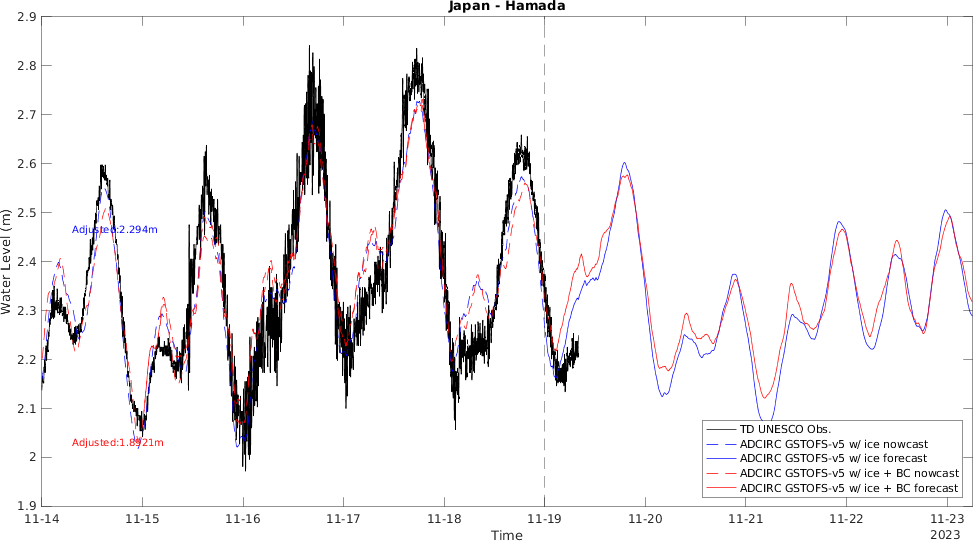 Japan - Hamada
2.9
2.8
2.7
2.6
2.5
2.4
2.3
2.2
2.1
2
1.9
Water Level (m)
Adjusted:2.294m
Adjusted:1.8921m
TD UNESCO Obs.
ADCIRC GSTOFS-v5 w/ ice nowcast
ADCIRC GSTOFS-v5 w/ ice forecast
ADCIRC GSTOFS-v5 w/ ice + BC nowcast
ADCIRC GSTOFS-v5 w/ ice + BC forecast
11-14 11-15 11-16 11-17 11-18 11-19 11-20 11-21 11-22 11-23
Time
2023